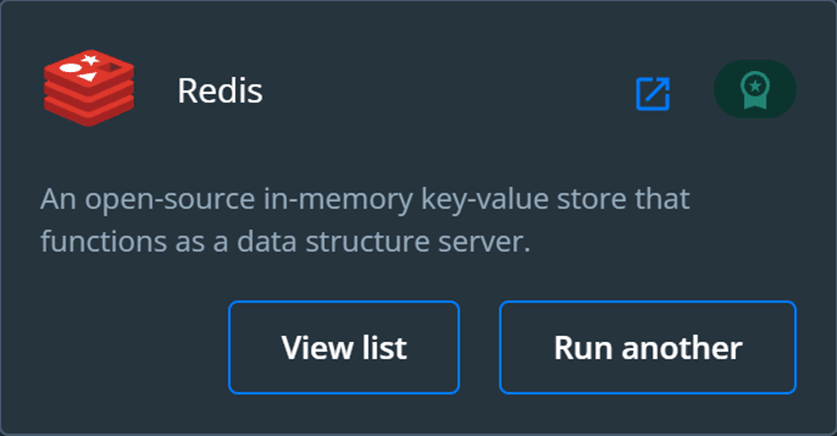 Redis
An open-source in-memory key-value store that
functions as a data structure server.
View list
Run another